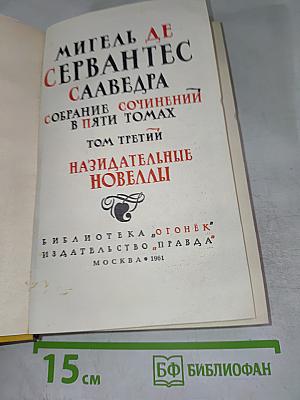 МИГЕЛЬ ДЕ
СЕРВАНТЕС
СААВЕДРА
СОБРАНИЕ СОЧИНЕНИЙ
В ПЯТИ ТОМАХ
ТОМ ТРЕТИЙ
НАЗИДАТЕЛЬНЫЕ
НОВЕЛЛЫ
БИБЛИОТЕКА „ОГОНЁК"
ИЗДАТЕЛЬСТВО „ПРАВДА"
МОСКВА • 1961
15 см
БФ БИБЛИОФАН